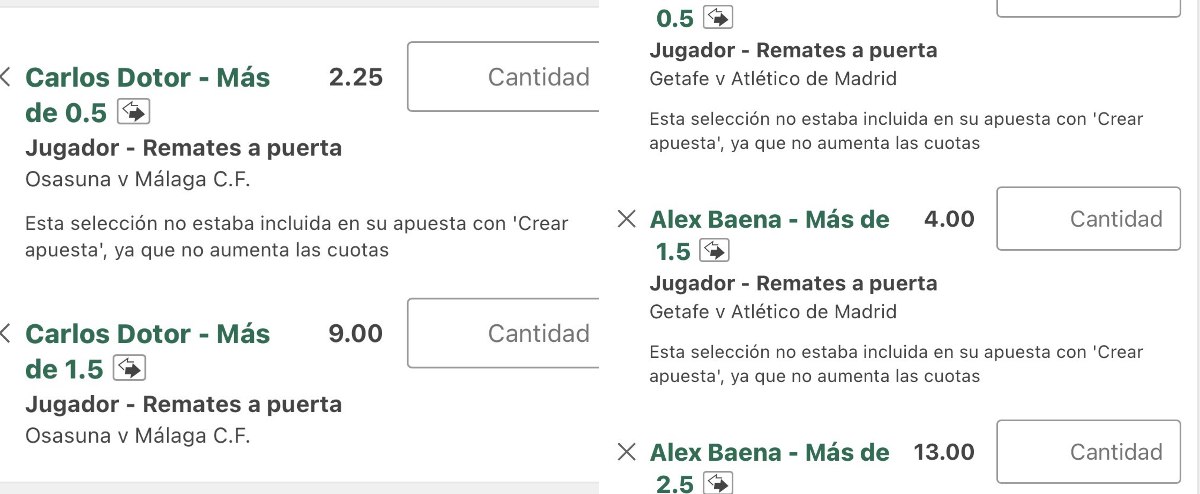 Carlos Dotor - Más 2.25 Cantidad
de 0.5
Jugador - Remates a puerta
Osasuna v Málaga C.F.
Esta selección no estaba incluida en su apuesta con 'Crear
apuesta', ya que no aumenta las cuotas
Carlos Dotor - Más 9.00 Cantidad
de 1.5
Jugador - Remates a puerta
Osasuna v Málaga C.F.
0.5
Jugador - Remates a puerta
Getafe v Atlético de Madrid
Esta selección no estaba incluida en su apuesta con 'Crear
apuesta', ya que no aumenta las cuotas
Alex Baena - Más de 4.00 Cantidad
1.5
Jugador - Remates a puerta
Getafe v Atlético de Madrid
Esta selección no estaba incluida en su apuesta con 'Crear
apuesta', ya que no aumenta las cuotas
Alex Baena - Más de 13.00 Cantidad
2.5